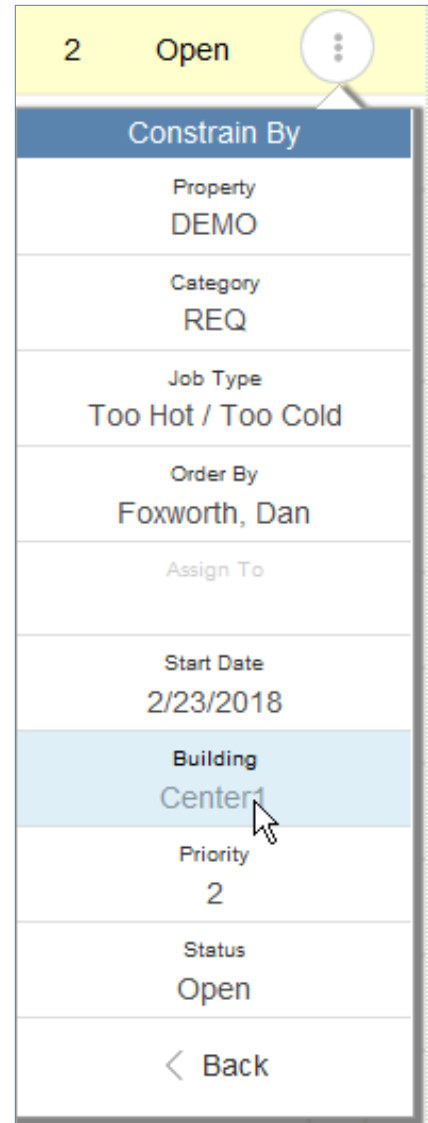 2 Open
Constrain By
Property
DEMO
Category
REQ
Job Type
Too Hot / Too Cold
Order By
Foxworth, Dan
Assign To
Start Date
2/23/2018
Building
Center1
Priority
2
Status
Open
Back